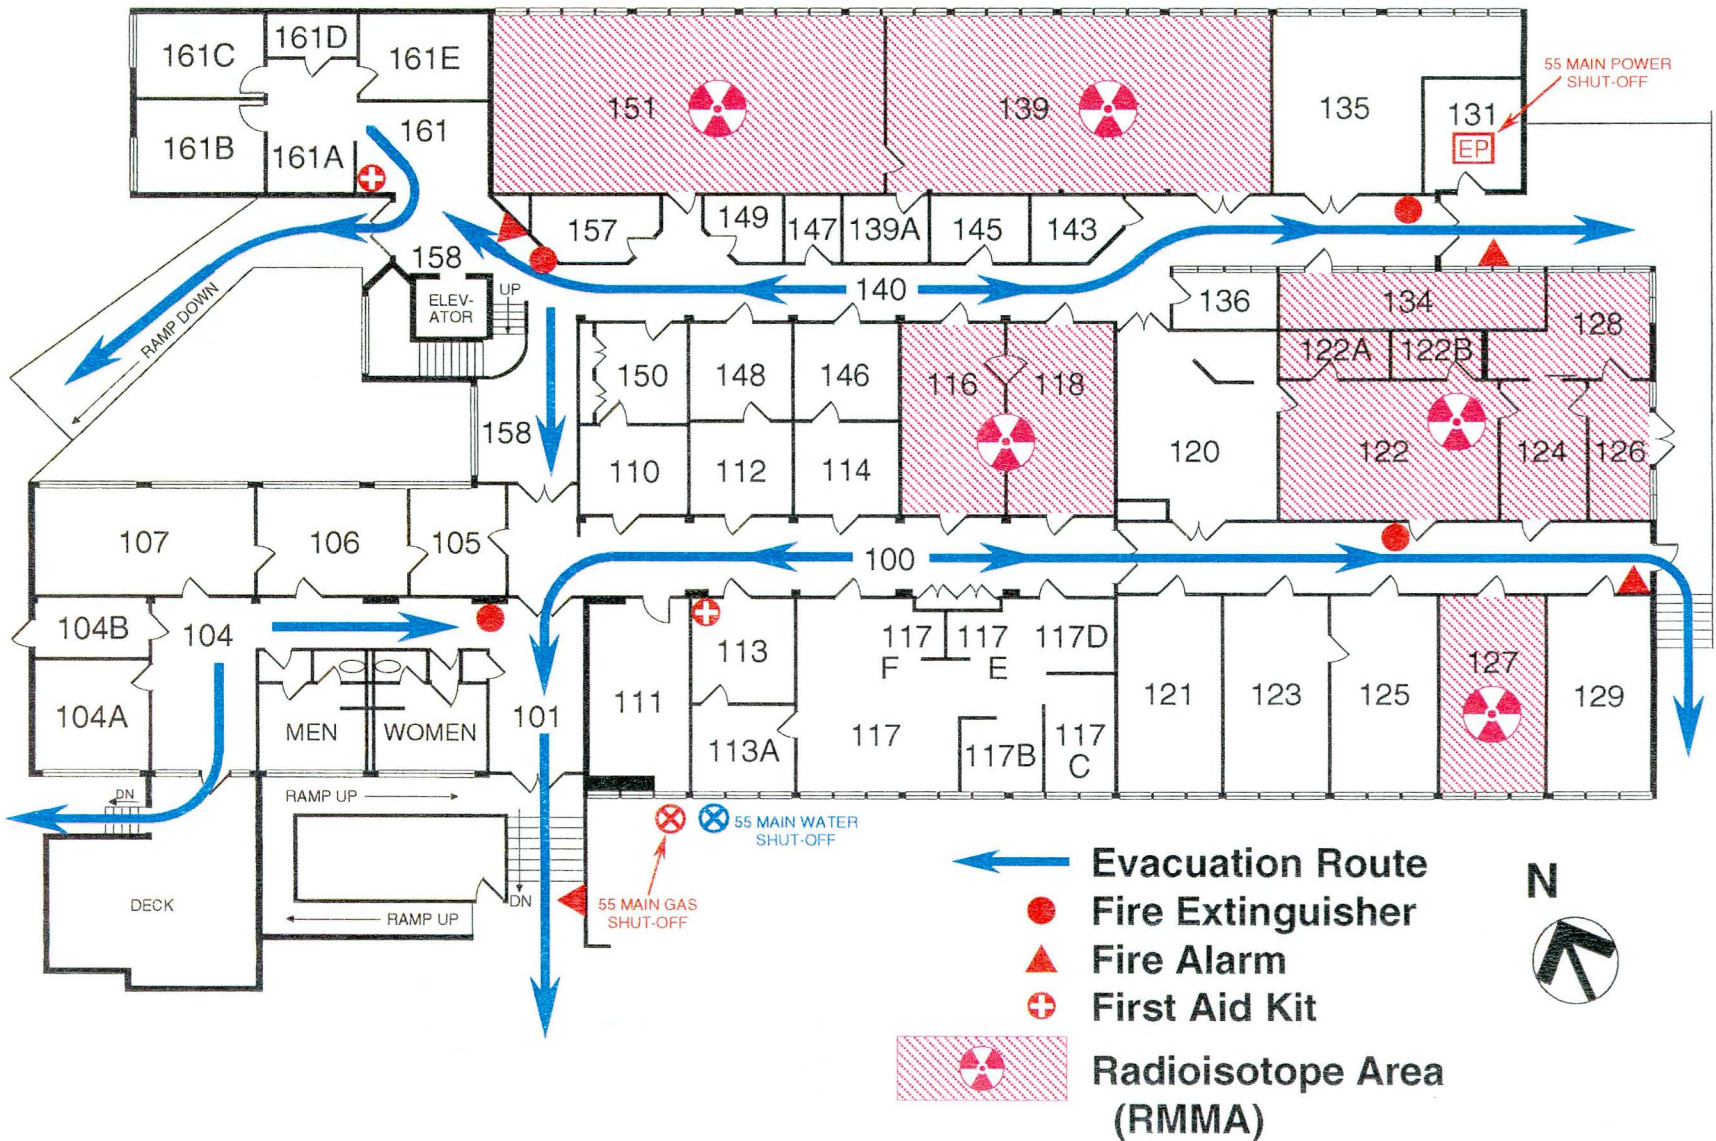 161C
161D
161E
151
139
135
55 MAIN POWER
SHUT-OFF
131
EP
161
161B
161A
157
149
147
139A
145
143
158
ELEV-
ATOR
UP
140
136
134
128
RAMP DOWN
150
148
146
116
118
122A
122B
158
110
112
114
120
122
124
126
107
106
105
100
104B
104
113
117
F
117
E
117D
127
104A
MEN
WOMEN
101
111
113A
117
117B
117
C
121
123
125
129
DN
RAMP UP
55 MAIN WATER
SHUT-OFF
DECK
RAMP UP
DN
55 MAIN GAS
SHUT-OFF
Evacuation Route
Fire Extinguisher
Fire Alarm
First Aid Kit
Radioisotope Area
(RMMA)
N